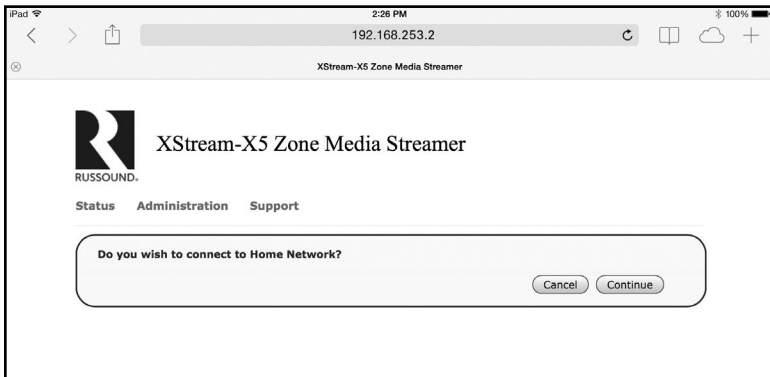 iPad 2:26 PM 100%
192.168.253.2
XStream-X5 Zone Media Streamer
RUSSOUND®
XStream-X5 Zone Media Streamer
Status Administration Support
Do you wish to connect to Home Network?
Cancel Continue